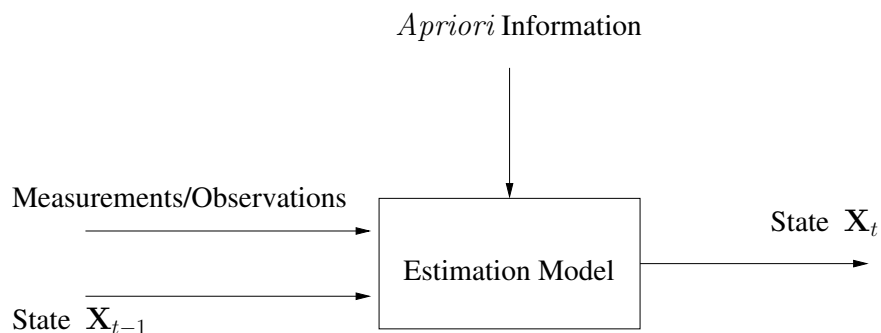 Apriori Information
Measurements/Observations
State X_t
Estimation Model
State X_{t−1}